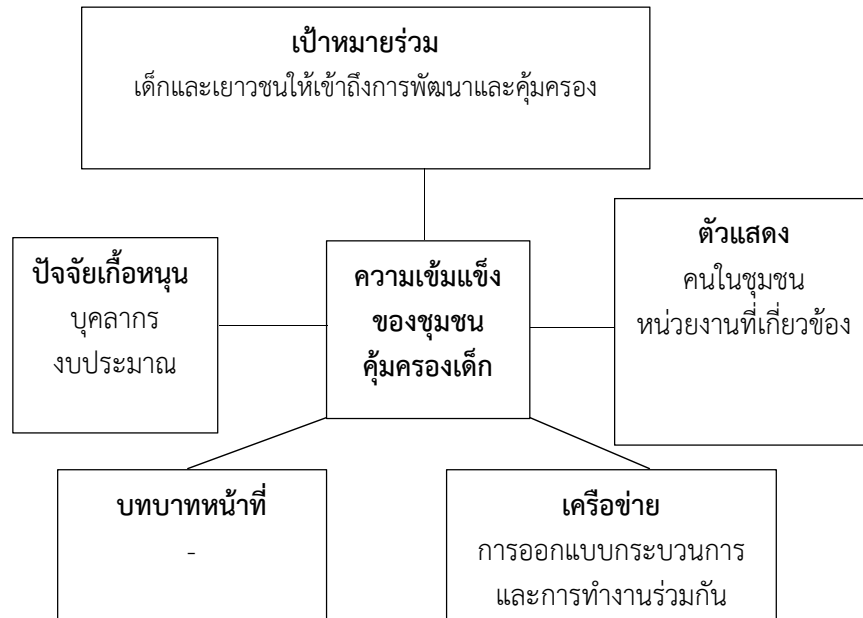 เป้าหมายร่วม
เด็กและเยาวชนให้เข้าถึงการพัฒนาและคุ้มครอง
ปัจจัยเกื้อหนุน
บุคลากร
งบประมาณ
ความเข้มแข็ง
ของชุมชน
คุ้มครองเด็ก
ตัวแสดง
คนในชุมชน
หน่วยงานที่เกี่ยวข้อง
บทบาทหน้าที่
-
เครือข่าย
การออกแบบกระบวนการ
และการทำงานร่วมกัน